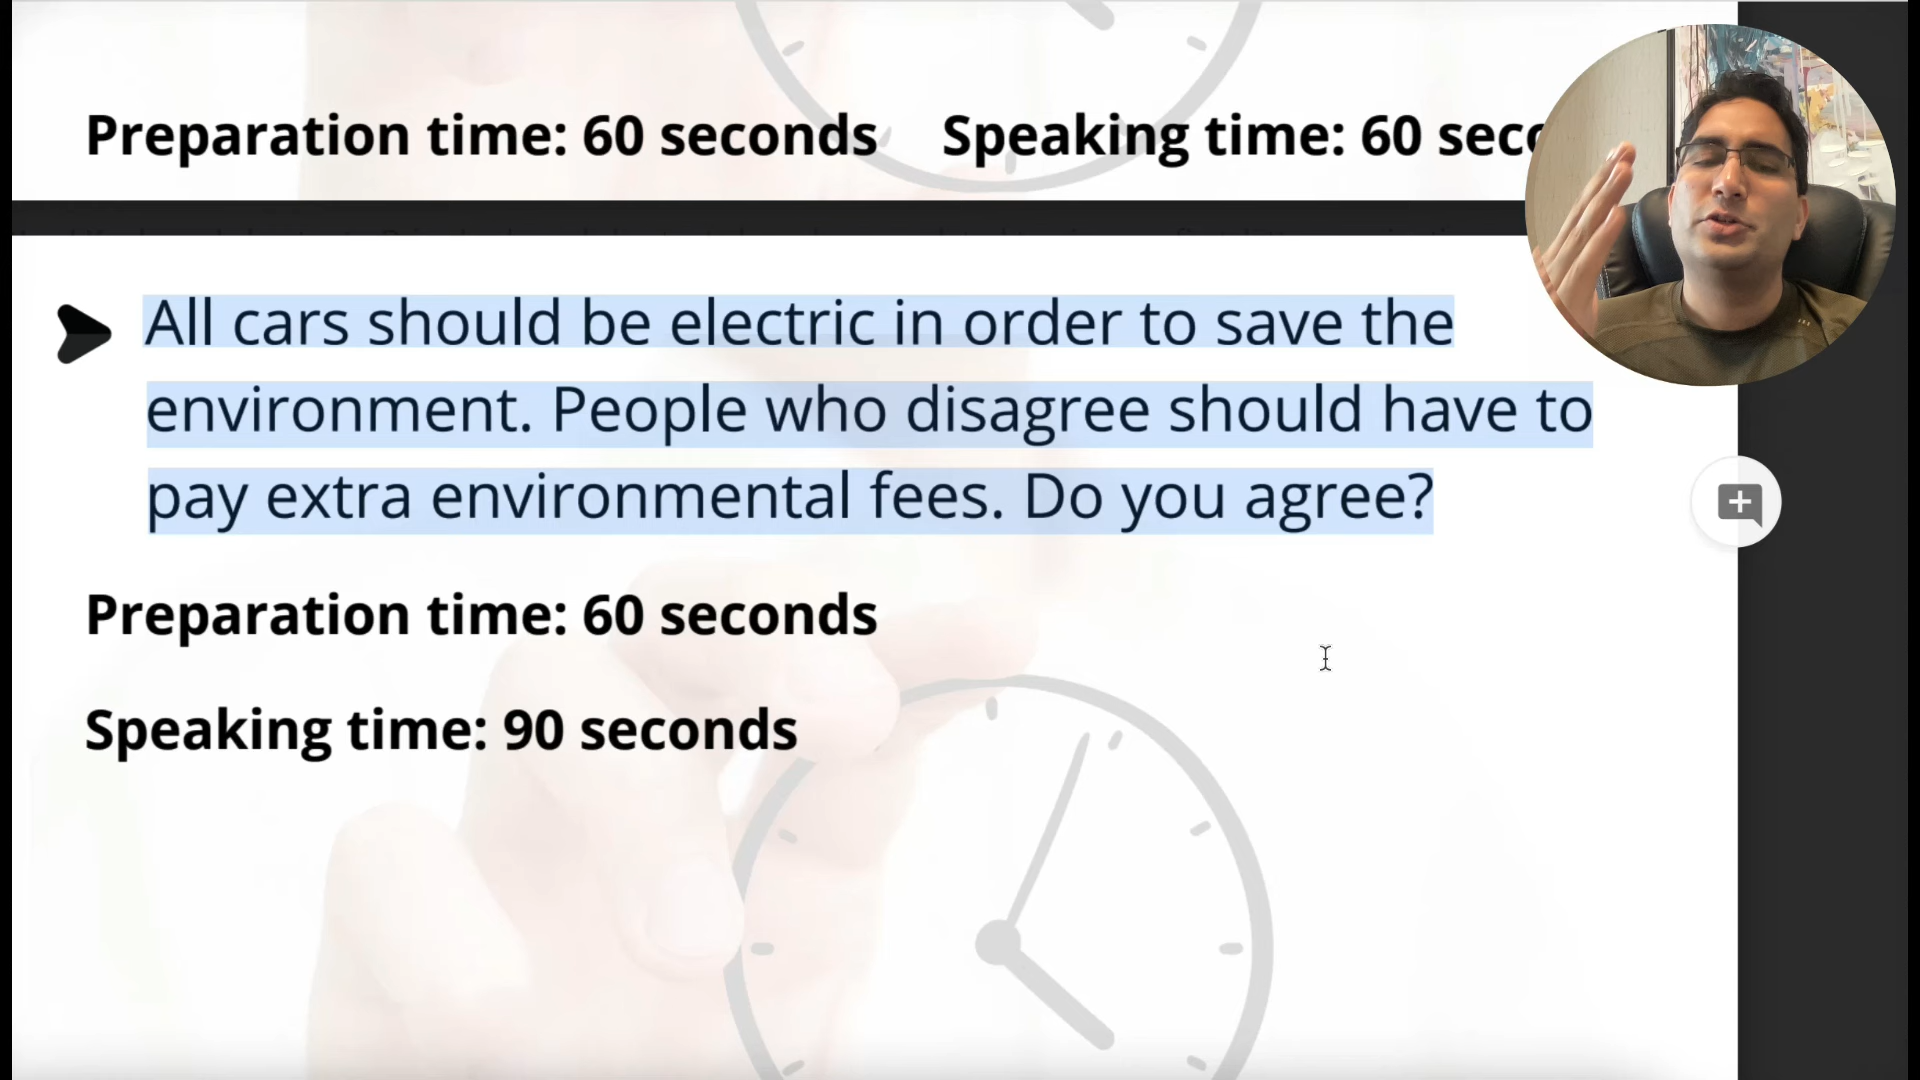 Preparation time: 60 seconds Speaking time: 60 seco
All cars should be electric in order to save the
environment. People who disagree should have to
pay extra environmental fees. Do you agree?
Preparation time: 60 seconds
Speaking time: 90 seconds